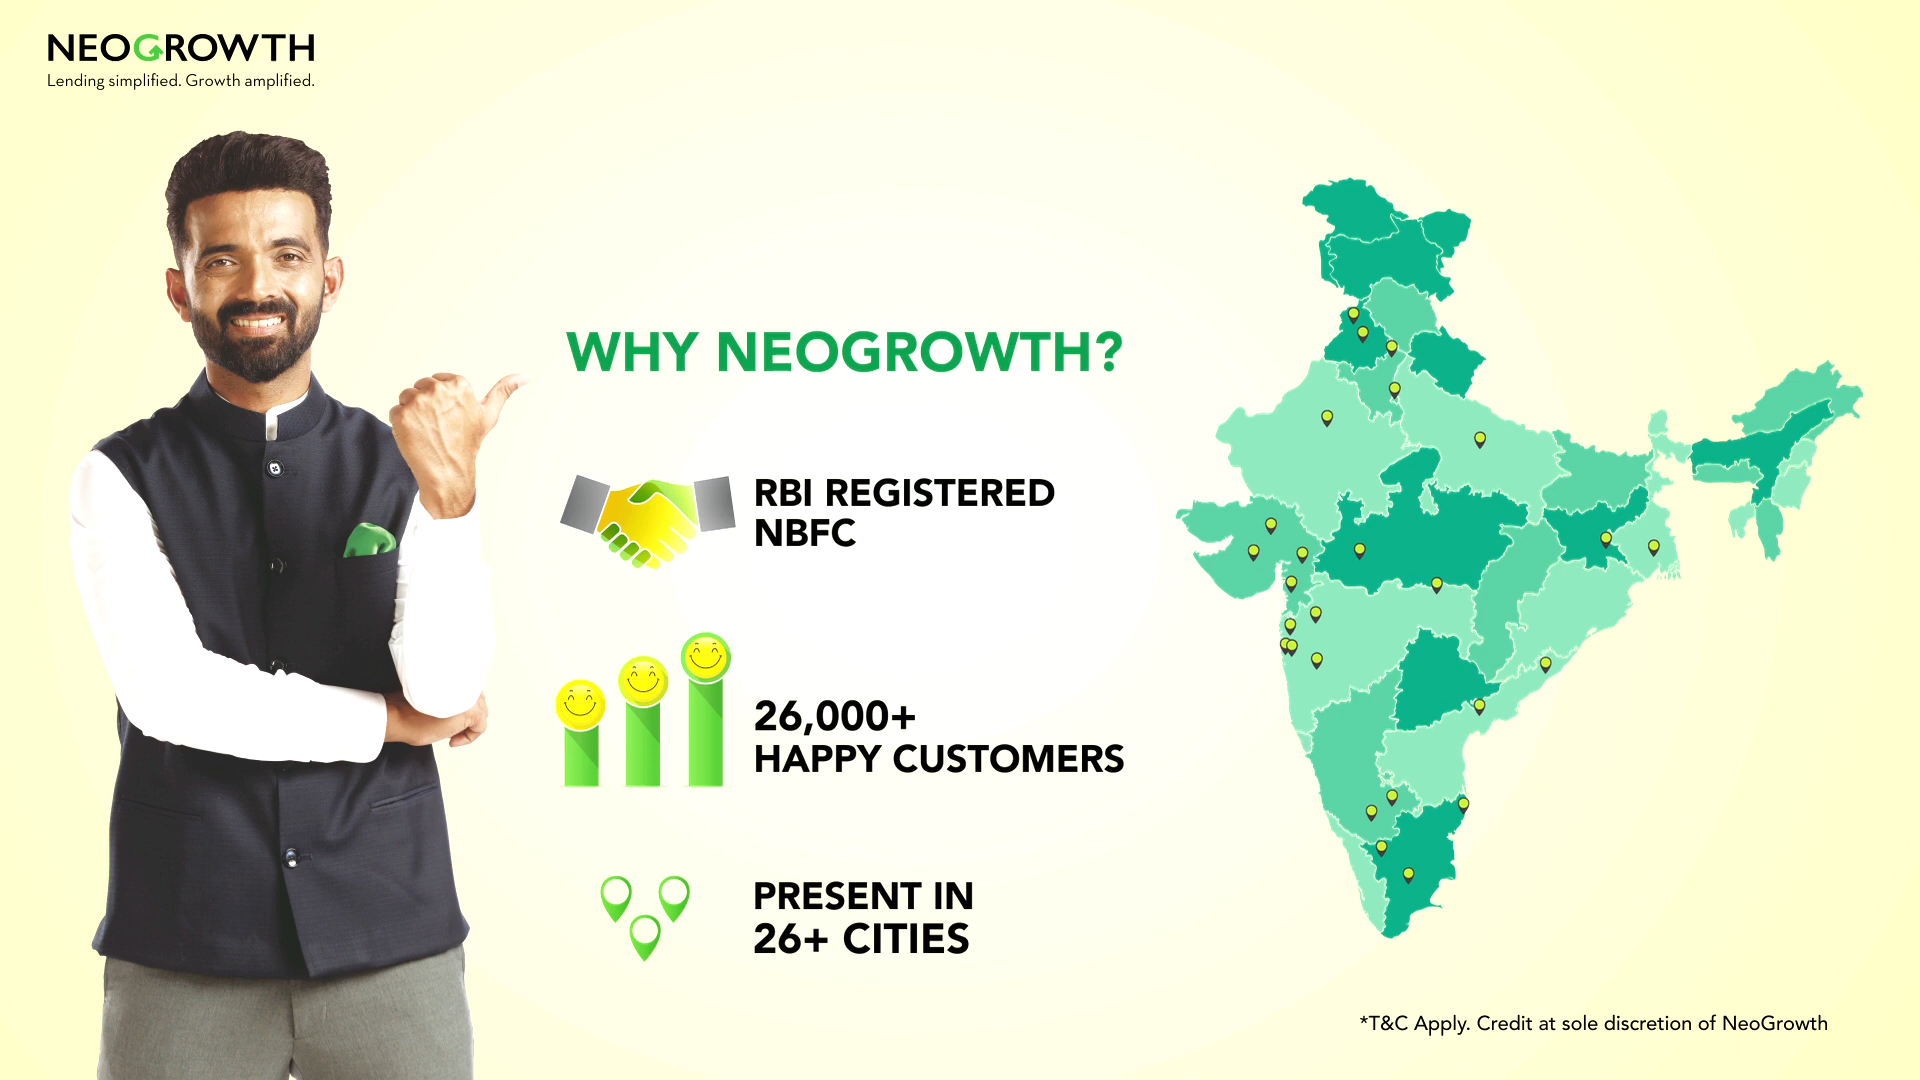 NEOGROWTH
Lending simplified. Growth amplified.
WHY NEOGROWTH?
RBI REGISTERED
NBFC
26,000+
HAPPY CUSTOMERS
PRESENT IN
26+ CITIES
*T&C Apply. Credit at sole discretion of NeoGrowth